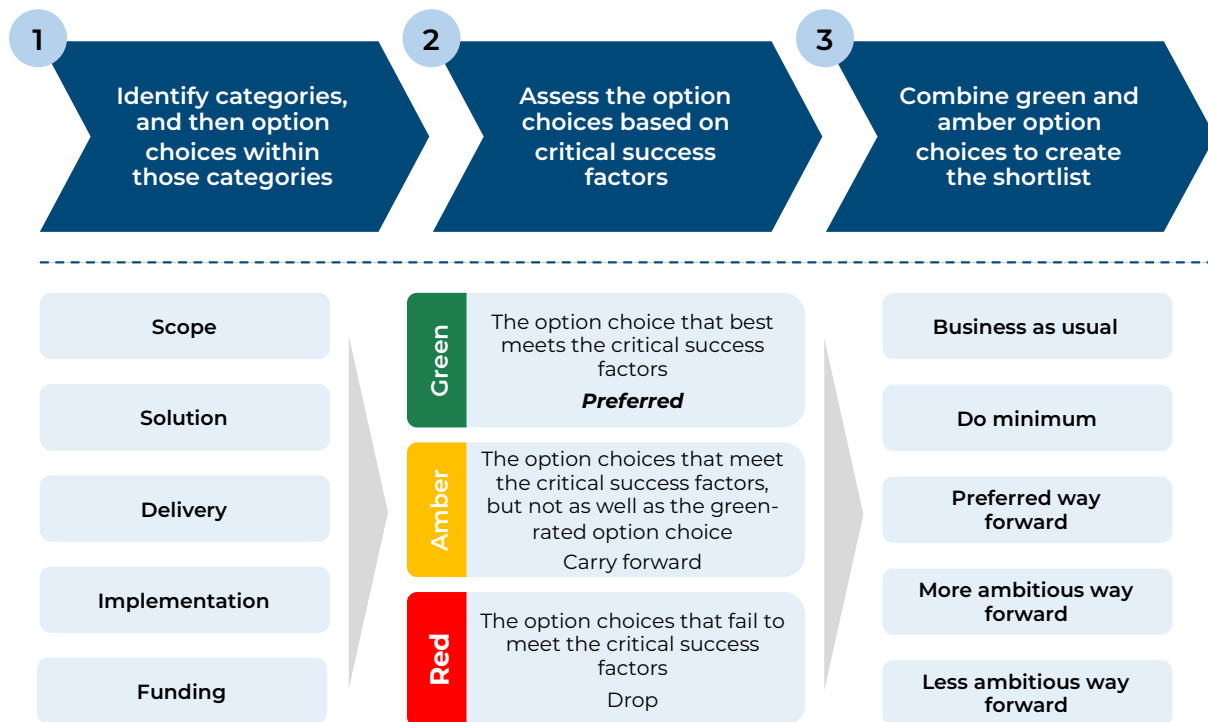 1
Identify categories,
and then option
choices within
those categories
2
Assess the option
choices based on
critical success
factors
3
Combine green and
amber option
choices to create
the shortlist
Scope
Solution
Delivery
Implementation
Funding
Green
The option choice that best
meets the critical success
factors
Preferred
Amber
The option choices that meet
the critical success factors,
but not as well as the green-
rated option choice
Carry forward
Red
The option choices that fail to
meet the critical success
factors
Drop
Business as usual
Do minimum
Preferred way
forward
More ambitious way
forward
Less ambitious way
forward